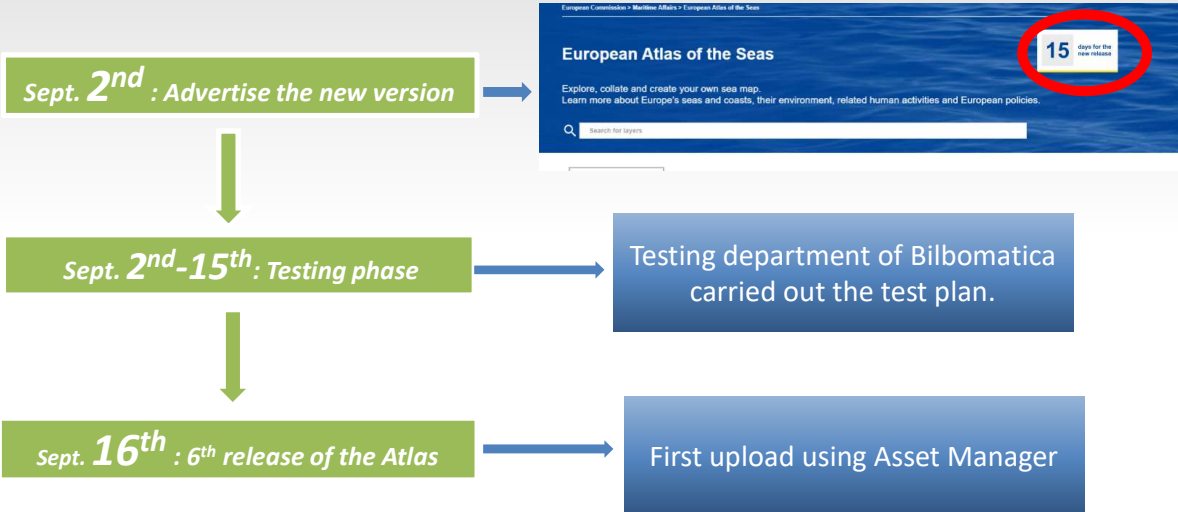 European Commission > Maritime Affairs > European Atlas of the Seas
European Atlas of the Seas
15 days for the
new release
Explore, collate and create your own sea map.
Learn more about Europe's seas and coasts, their environment, related human activities and European policies.
Search for layers
Sept. 2nd : Advertise the new version
Sept. 2nd-15th: Testing phase
Testing department of Bilbomatica
carried out the test plan.
Sept. 16th : 6th release of the Atlas
First upload using Asset Manager